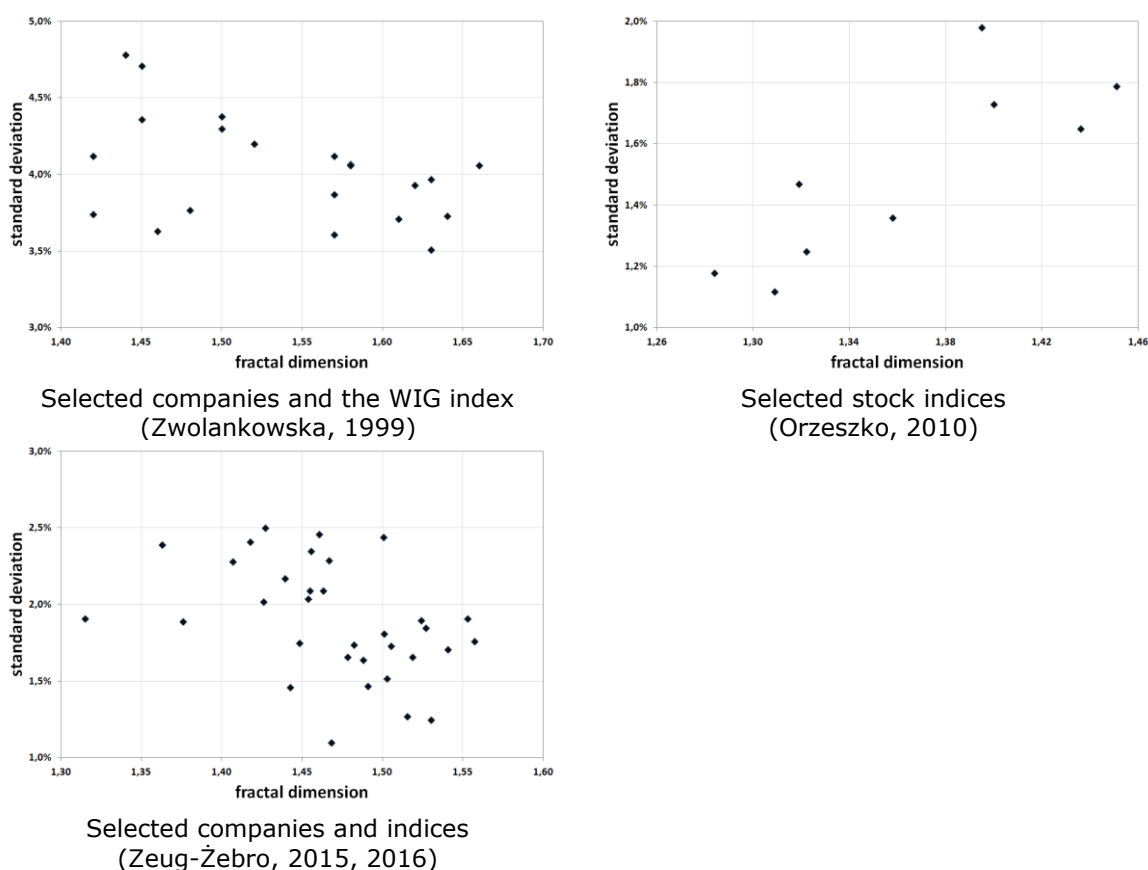 5,0%
4,5%
4,0%
3,5%
3,0%
standard deviation
1,40 1,45 1,50 1,55 1,60 1,65 1,70
fractal dimension
Selected companies and the WIG index
(Zwolankowska, 1999)
2,0%
1,8%
1,6%
1,4%
1,2%
1,0%
standard deviation
1,26 1,30 1,34 1,38 1,42 1,46
fractal dimension
Selected stock indices
(Orzeszko, 2010)
3,0%
2,5%
2,0%
1,5%
1,0%
standard deviation
1,30 1,35 1,40 1,45 1,50 1,55 1,60
fractal dimension
Selected companies and indices
(Zeug-Żebro, 2015, 2016)